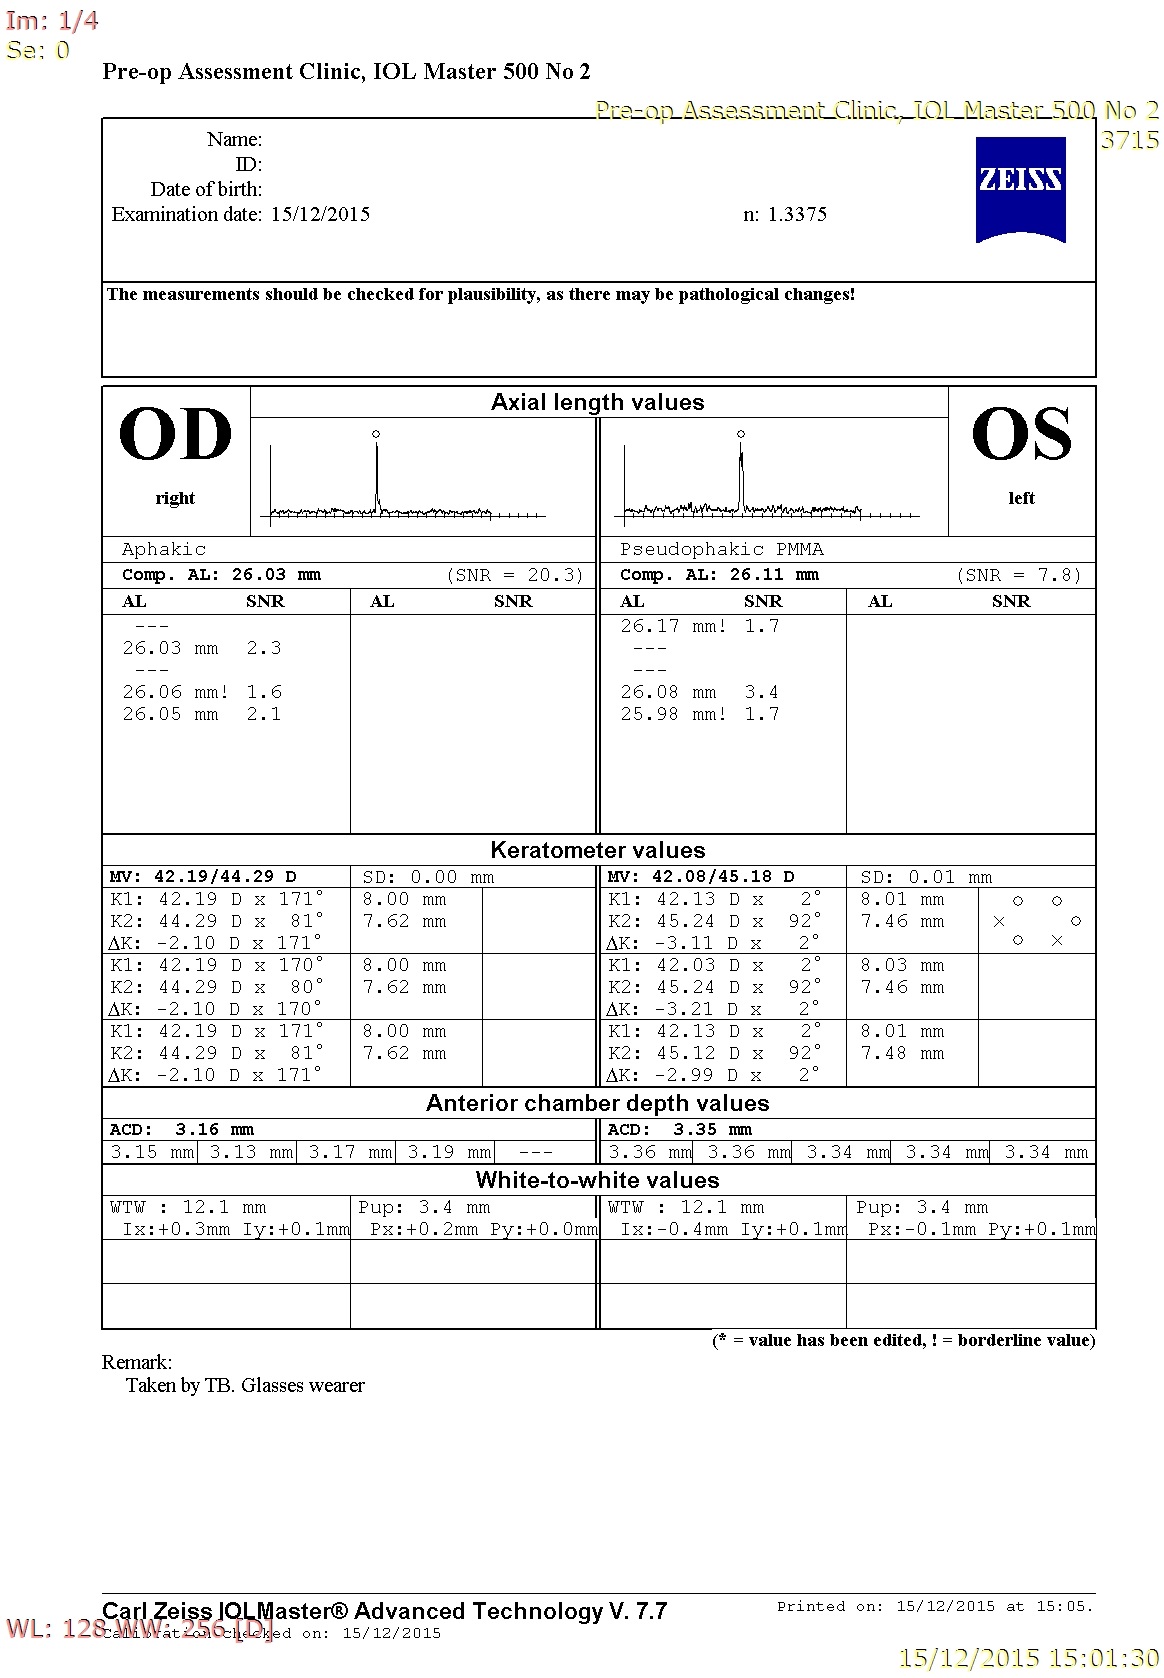 Im: 1/4
Se: 0
Pre-op Assessment Clinic, IOL Master 500 No 2
Pre-op Assessment Clinic, IOL Master 500 No 2
3715
Name:
ID:
Date of birth:
Examination date: 15/12/2015 n: 1.3375
ZEISS
The measurements should be checked for plausibility, as there may be pathological changes!
OD
right
Axial length values
OS
left
Aphakic Pseudophakic PMMA
Comp. AL: 26.03 mm (SNR = 20.3) Comp. AL: 26.11 mm (SNR = 7.8)
AL SNR AL SNR AL SNR AL SNR
--- 26.17 mm! 1.7
26.03 mm 2.3 ---
--- ---
26.06 mm! 1.6 26.08 mm 3.4
26.05 mm 2.1 25.98 mm! 1.7
Keratometer values
MV: 42.19/44.29 D SD: 0.00 mm MV: 42.08/45.18 D SD: 0.01 mm
K1: 42.19 D x 171° 8.00 mm K1: 42.13 D x 2° 8.01 mm
K2: 44.29 D x 81° 7.62 mm K2: 45.24 D x 92° 7.46 mm
ΔK: -2.10 D x 171° ΔK: -3.11 D x 2°
K1: 42.19 D x 170° 8.00 mm K1: 42.03 D x 2° 8.03 mm
K2: 44.29 D x 80° 7.62 mm K2: 45.24 D x 92° 7.46 mm
ΔK: -2.10 D x 170° ΔK: -3.21 D x 2°
K1: 42.19 D x 171° 8.00 mm K1: 42.13 D x 2° 8.01 mm
K2: 44.29 D x 81° 7.62 mm K2: 45.12 D x 92° 7.48 mm
ΔK: -2.10 D x 171° ΔK: -2.99 D x 2°
Anterior chamber depth values
ACD: 3.16 mm ACD: 3.35 mm
3.15 mm 3.13 mm 3.17 mm 3.19 mm --- 3.36 mm 3.36 mm 3.34 mm 3.34 mm 3.34 mm
White-to-white values
WTW : 12.1 mm Pup: 3.4 mm WTW : 12.1 mm Pup: 3.4 mm
Ix:+0.3mm Iy:+0.1mm Px:+0.2mm Py:+0.0mm Ix:-0.4mm Iy:+0.1mm Px:-0.1mm Py:+0.1mm
(* = value has been edited, ! = borderline value)
Remark:
Taken by TB. Glasses wearer
Carl Zeiss IOLMaster® Advanced Technology V. 7.7 Printed on: 15/12/2015 at 15:05.
WL: 128 WW: 256 [D]
Calibration checked on: 15/12/2015
15/12/2015 15:01:30